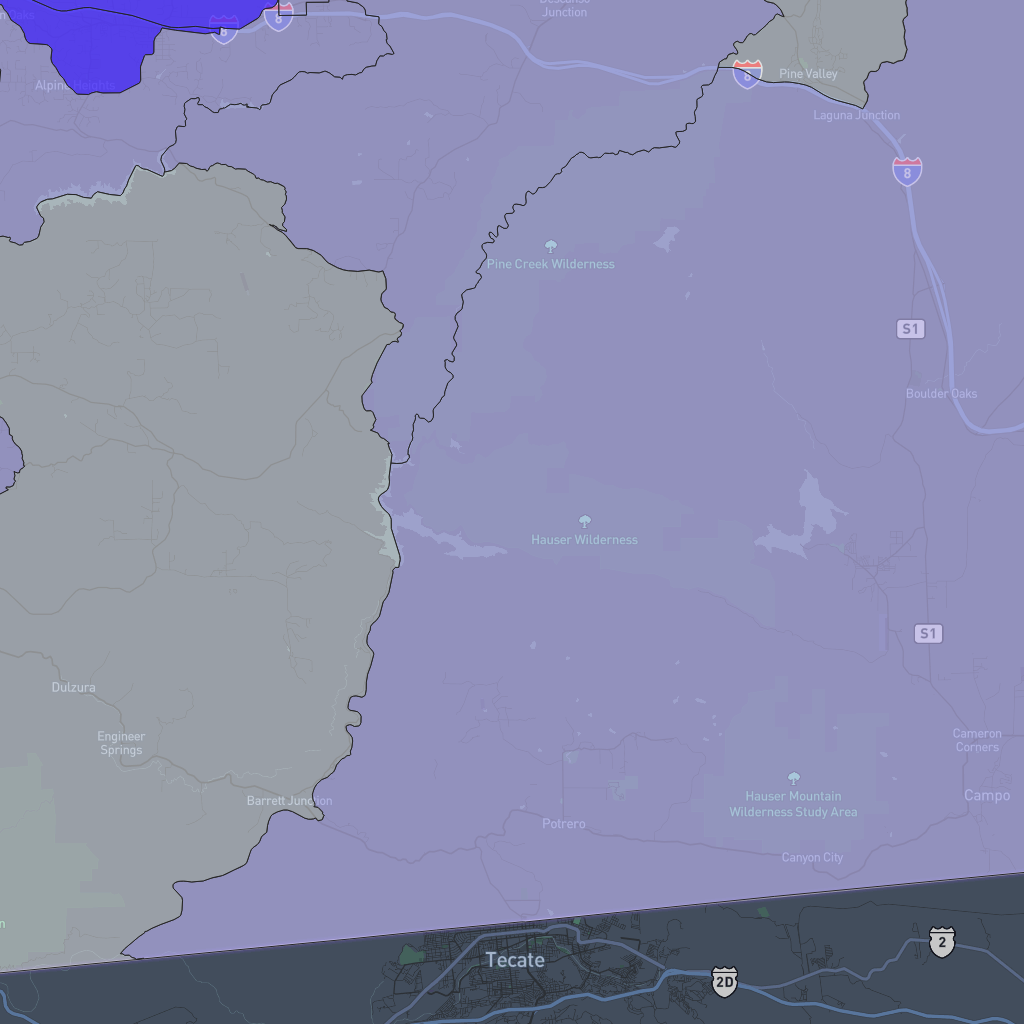 Descanso
Junction
8
8
Oaks
Alpine Heights
8
Pine Valley
Laguna Junction
8
Pine Creek Wilderness
S1
Boulder Oaks
Hauser Wilderness
S1
Dulzura
Engineer
Springs
Cameron
Corners
Barrett Junction
Hauser Mountain
Wilderness Study Area
Campo
Potrero
Canyon City
n
Tecate
2
2D